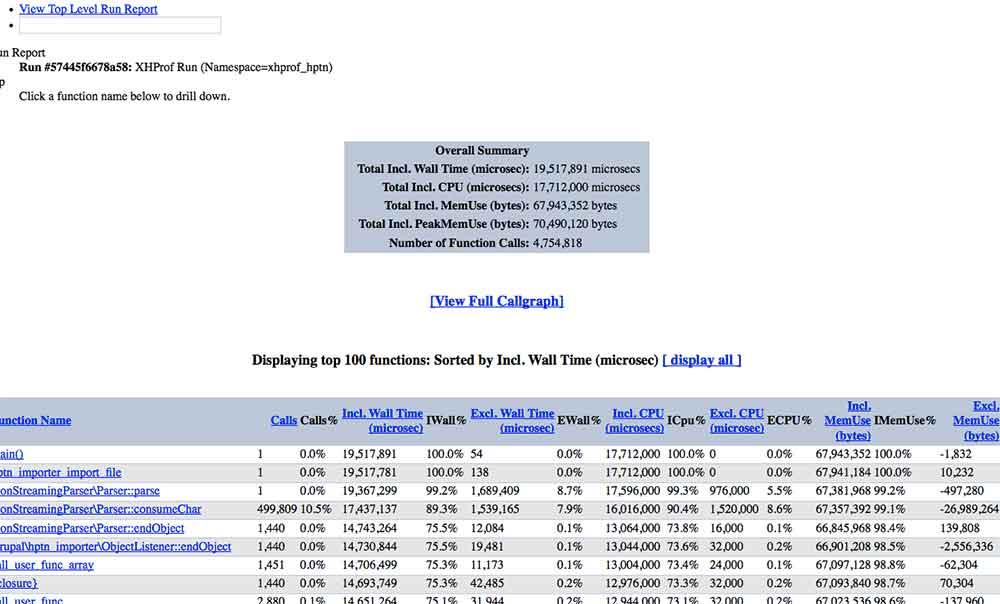 View Top Level Run Report
un Report
Run #57445f6678a58: XHProf Run (Namespace=xhprof_hptn)
p
Click a function name below to drill down.
Overall Summary
Total Incl. Wall Time (microsec): 19,517,891 microsecs
Total Incl. CPU (microsecs): 17,712,000 microsecs
Total Incl. MemUse (bytes): 67,943,352 bytes
Total Incl. PeakMemUse (bytes): 70,490,120 bytes
Number of Function Calls: 4,754,818
[View Full Callgraph]
Displaying top 100 functions: Sorted by Incl. Wall Time (microsec) [ display all ]
unction Name Calls Calls% Incl. Wall Time (microsec) IWall% Excl. Wall Time (microsec) EWall% Incl. CPU (microsecs) ICpu% Excl. CPU (microsec) ECPU% Incl. MemUse (bytes) IMemUse% Excl. MemUse (bytes)
ain() 1 0.0% 19,517,891 100.0% 54 0.0% 17,712,000 100.0% 0 0.0% 67,943,352 100.0% -1,832
ptn_importer_import_file 1 0.0% 19,517,781 100.0% 138 0.0% 17,712,000 100.0% 0 0.0% 67,941,184 100.0% 10,232
onStreamingParser\Parser::parse 1 0.0% 19,367,299 99.2% 1,689,409 8.7% 17,596,000 99.3% 976,000 5.5% 67,381,968 99.2% -497,280
onStreamingParser\Parser::consumeChar 499,809 10.5% 17,437,137 89.3% 1,539,165 7.9% 16,016,000 90.4% 1,520,000 8.6% 67,357,392 99.1% -26,989,264
onStreamingParser\Parser::endObject 1,440 0.0% 14,743,264 75.5% 12,084 0.1% 13,064,000 73.8% 16,000 0.1% 66,845,968 98.4% 139,808
rupal\hptn_importer\ObjectListener::endObject 1,440 0.0% 14,730,844 75.5% 19,481 0.1% 13,044,000 73.6% 32,000 0.2% 66,901,208 98.5% -2,556,336
ll_user_func_array 1,451 0.0% 14,706,499 75.3% 11,173 0.1% 13,004,000 73.4% 24,000 0.1% 67,097,128 98.8% -62,304
closure} 1,440 0.0% 14,693,749 75.3% 42,485 0.2% 12,976,000 73.3% 32,000 0.2% 67,093,840 98.7% 70,304
ll_user_func 2,880 0.1% 14,651,264 75.1% 31,944 0.2% 12,944,000 73.1% 32,000 0.2% 67,023,536 98.6% -137,960